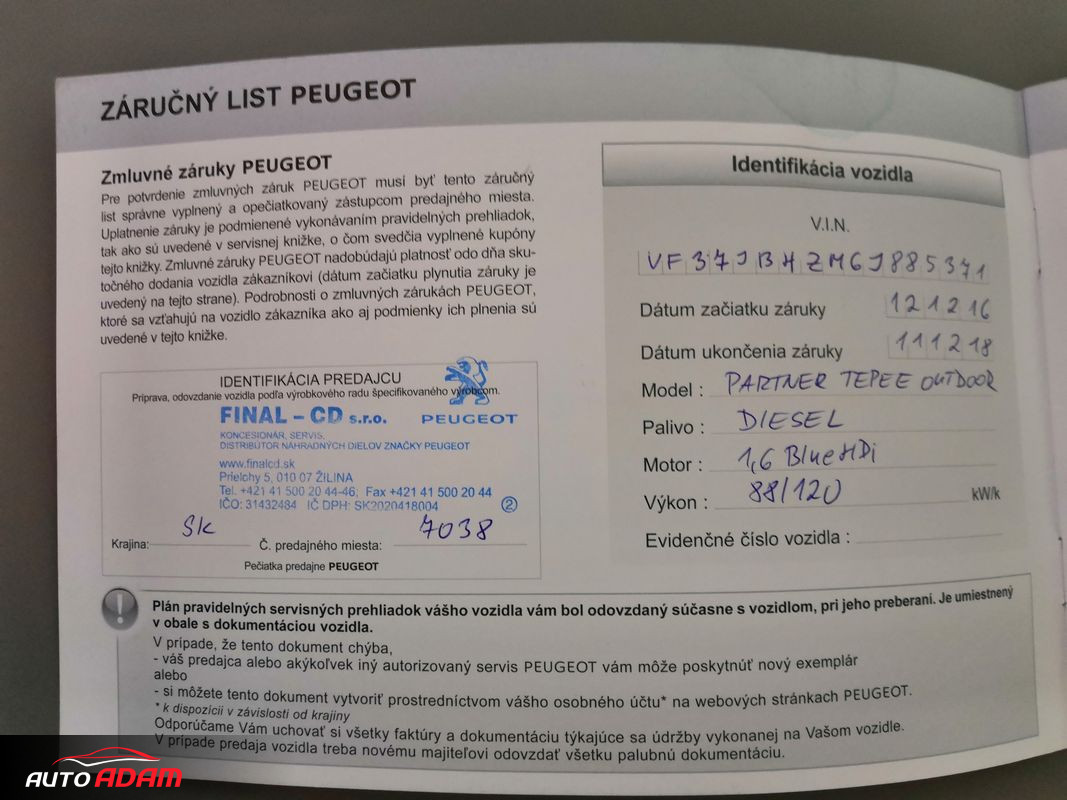 ZÁRUČNÝ LIST PEUGEOT
Zmluvné záruky PEUGEOT
Pre potvrdenie zmluvných záruk PEUGEOT musí byť tento záručný
list správne vyplnený a opečiatkovaný zástupcom predajného miesta.
Uplatnenie záruky je podmienené vykonávaním pravidelných prehliadok,
tak ako sú uvedené v servisnej knižke, o čom svedčia vyplnené kupóny
tejto knižky. Zmluvné záruky PEUGEOT nadobúdajú platnosť odo dňa sku-
točného dodania vozidla zákazníkovi (dátum začiatku plynutia záruky je
uvedený na tejto strane). Podrobnosti o zmluvných zárukách PEUGEOT,
ktoré sa vzťahujú na vozidlo zákazníka ako aj podmienky ich plnenia sú
uvedené v tejto knižke.
IDENTIFIKÁCIA PREDAJCU
Príprava, odovzdanie vozidla podľa výrobkového radu špecifikovaného výrobcom.
FINAL – CD s.r.o. PEUGEOT
KONCESIONÁR, SERVIS,
DISTRIBÚTOR NÁHRADNÝCH DIELOV ZNAČKY PEUGEOT
www.finalcd.sk
Prielohy 5, 010 07 ŽILINA
Tel. +421 41 500 20 44-46; Fax +421 41 500 20 44
IČO: 31432484 IČ DPH: SK2020418004 2
Krajina: SK Č. predajného miesta: 7038
Pečiatka predajne PEUGEOT
Identifikácia vozidla
V.I.N.
VF37JBHZMGJ885371
Dátum začiatku záruky 121216
Dátum ukončenia záruky 111218
Model : PARTNER TEPEE OUTDOOR
Palivo : DIESEL
Motor : 1,6 BlueHDi
Výkon : 88/120 kW/k
Evidenčné číslo vozidla :
! Plán pravidelných servisných prehliadok vášho vozidla vám bol odovzdaný súčasne s vozidlom, pri jeho preberaní. Je umiestnený
v obale s dokumentáciou vozidla.
V prípade, že tento dokument chýba,
- váš predajca alebo akýkoľvek iný autorizovaný servis PEUGEOT vám môže poskytnúť nový exemplár
alebo
- si môžete tento dokument vytvoriť prostredníctvom vášho osobného účtu* na webových stránkach PEUGEOT.
* k dispozícii v závislosti od krajiny
Odporúčame Vám uchovať si všetky faktúry a dokumentáciu týkajúce sa údržby vykonanej na Vašom vozidle.
V prípade predaja vozidla treba novému majiteľovi odovzdať všetku palubnú dokumentáciu.
AUTO ADAM